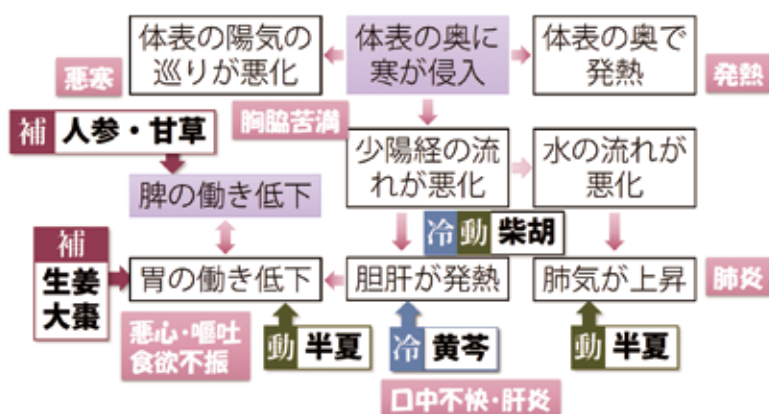 体表の陽気の
巡りが悪化
体表の奥に
寒が侵入
体表の奥で
発熱
悪寒
発熱
補 人参・甘草
胸脇苦満
少陽経の流
れが悪化
水の流れが
悪化
脾の働き低下
冷 動 柴胡
補
生姜
大棗
胃の働き低下
胆肝が発熱
肺気が上昇
肺炎
悪心・嘔吐
食欲不振
動 半夏
冷 黄芩
動 半夏
口中不快・肝炎